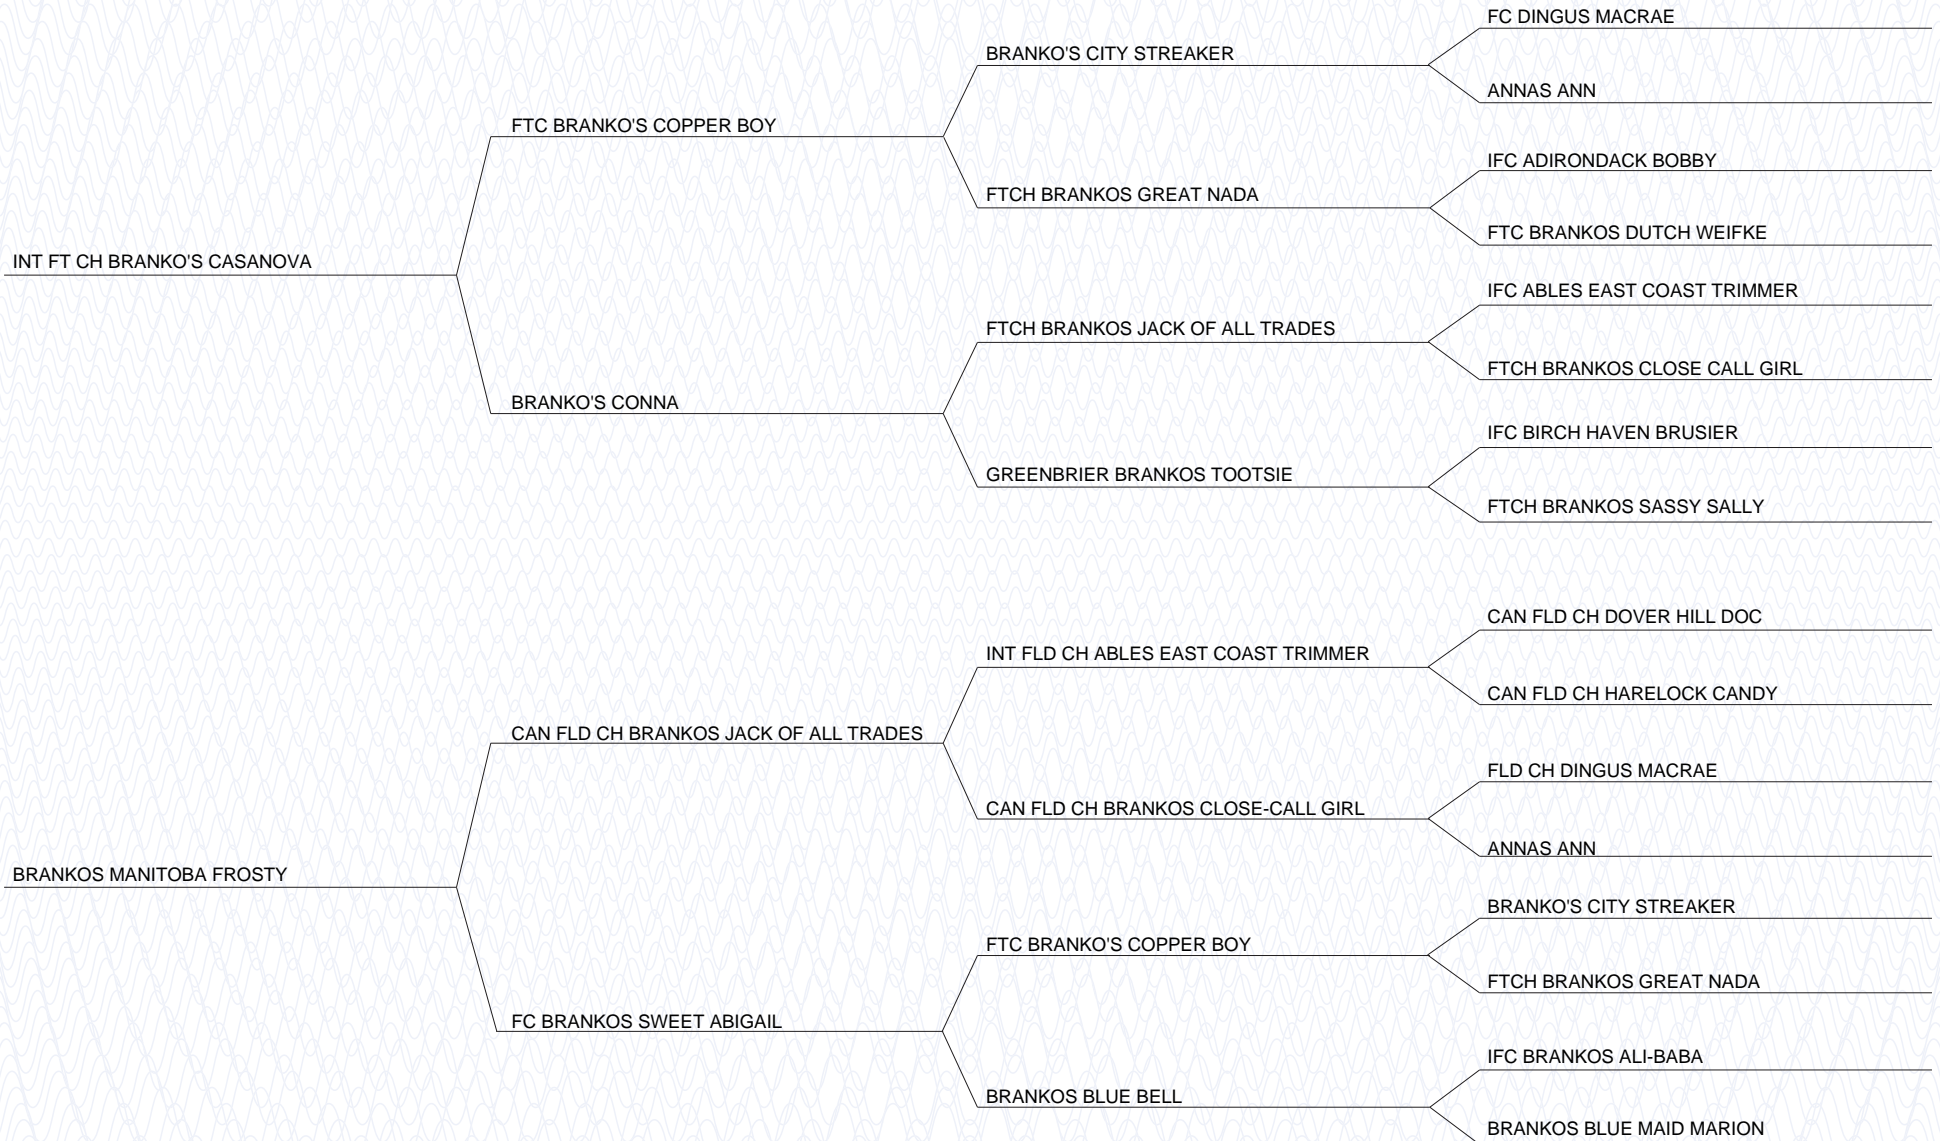 FC DINGUS MACRAE
BRANKO'S CITY STREAKER
ANNAS ANN
FTC BRANKO'S COPPER BOY
IFC ADIRONDACK BOBBY
FTCH BRANKOS GREAT NADA
FTC BRANKOS DUTCH WEIFKE
INT FT CH BRANKO'S CASANOVA
IFC ABLES EAST COAST TRIMMER
FTCH BRANKOS JACK OF ALL TRADES
FTCH BRANKOS CLOSE CALL GIRL
BRANKO'S CONNA
IFC BIRCH HAVEN BRUSIER
GREENBRIER BRANKOS TOOTSIE
FTCH BRANKOS SASSY SALLY
CAN FLD CH DOVER HILL DOC
INT FLD CH ABLES EAST COAST TRIMMER
CAN FLD CH HARELOCK CANDY
CAN FLD CH BRANKOS JACK OF ALL TRADES
FLD CH DINGUS MACRAE
CAN FLD CH BRANKOS CLOSE-CALL GIRL
ANNAS ANN
BRANKOS MANITOBA FROSTY
BRANKO'S CITY STREAKER
FTC BRANKO'S COPPER BOY
FTCH BRANKOS GREAT NADA
FC BRANKOS SWEET ABIGAIL
IFC BRANKOS ALI-BABA
BRANKOS BLUE BELL
BRANKOS BLUE MAID MARION